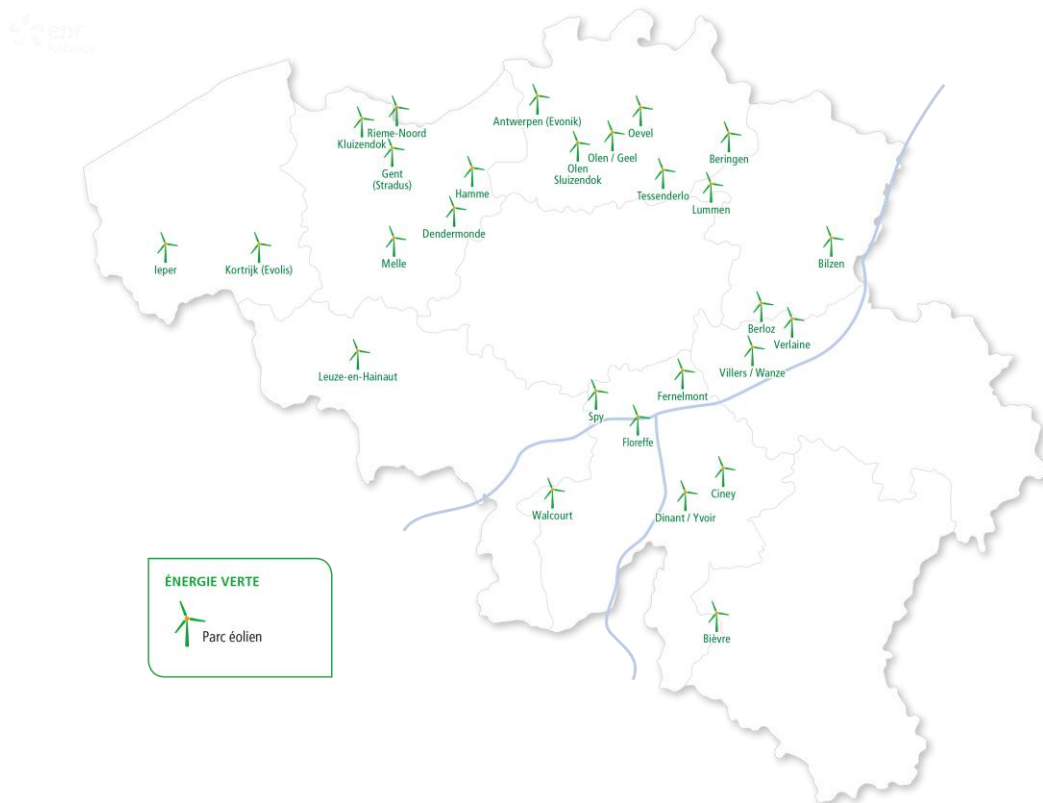 Rieme-Noord
Kluizendok
Gent
(Stradus)
Hamme
Dendermonde
Melle
Ieper
Kortrijk (Evolis)
Antwerpen (Evonik)
Oevel
Olen / Geel
Olen
Sluizendok
Beringen
Tessenderlo
Lummen
Bilzen
Berloz
Verlaine
Villers / Wanze
Leuze-en-Hainaut
Fernelmont
Spy
Floreffe
Ciney
Walcourt
Dinant / Yvoir
Bièvre
ÉNERGIE VERTE
Parc éolien